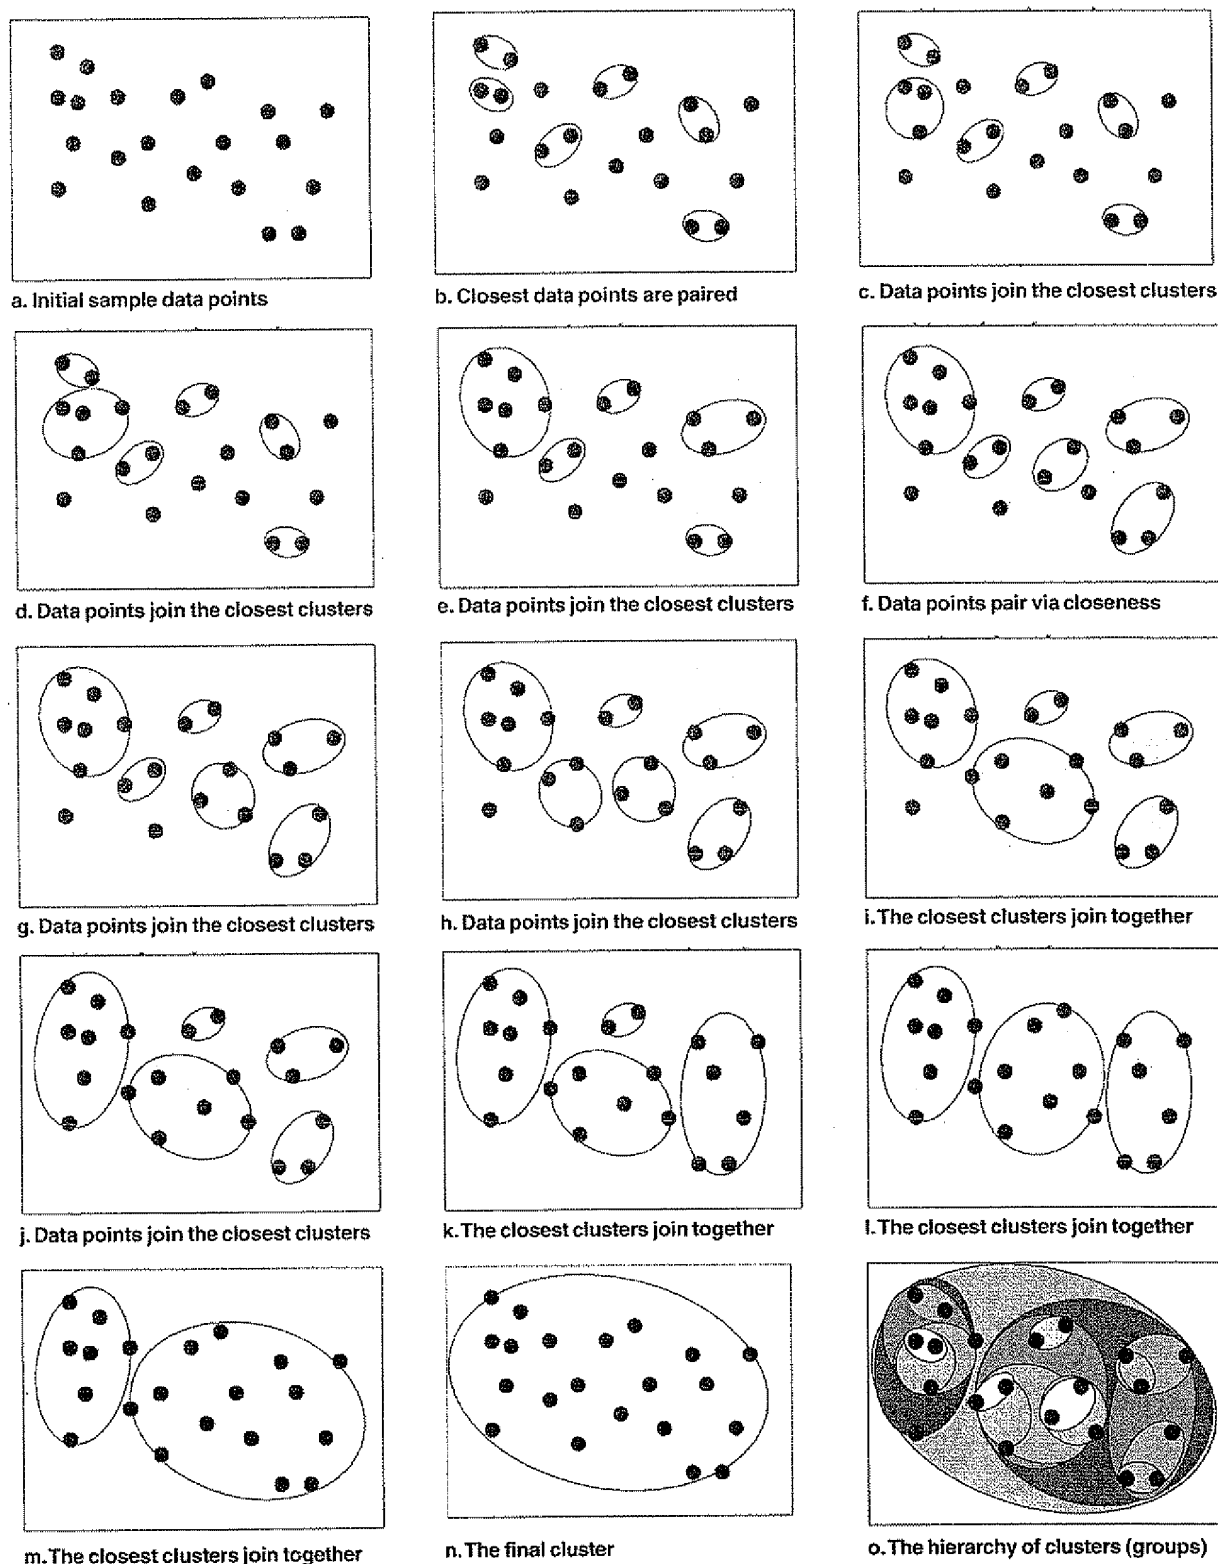 a. Initial sample data points
b. Closest data points are paired
c. Data points join the closest clusters
d. Data points join the closest clusters
e. Data points join the closest clusters
f. Data points pair via closeness
g. Data points join the closest clusters
h. Data points join the closest clusters
i. The closest clusters join together
j. Data points join the closest clusters
k. The closest clusters join together
l. The closest clusters join together
m. The closest clusters join together
n. The final cluster
o. The hierarchy of clusters (groups)